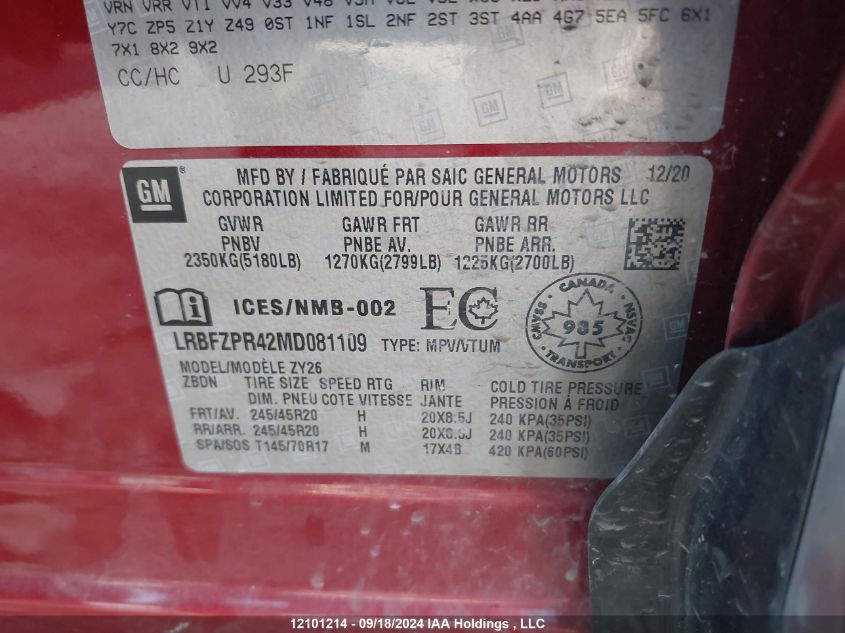 Y7C ZP5 Z1Y Z49 0ST 1NF 1SL 2NF 2ST 3ST 4AA 4G7 5EA 5FC 6X1
7X1 8X2 9X2
CC/HC U 293F
GM
MFD BY / FABRIQUÉ PAR SAIC GENERAL MOTORS 12/20
CORPORATION LIMITED FOR/POUR GENERAL MOTORS LLC
GVWR GAWR FRT GAWR RR
PNBV PNBE AV. PNBE ARR.
2350KG(5180LB) 1270KG(2799LB) 1225KG(2700LB)
ICES/NMB-002 EC CANADA 985 TRANSPORT CMVSS NSVAC
LRBFZPR42MD081109 TYPE: MPV/VTUM
MODEL/MODÈLE ZY26
ZBDN TIRE SIZE SPEED RTG RIM COLD TIRE PRESSURE
DIM. PNEU COTE VITESSE JANTE PRESSION À FROID
FRT/AV. 245/45R20 H 20X8.5J 240 KPA(35PSI)
RR/ARR. 245/45R20 H 240 KPA(35PSI)
SPA/SOS T145/70R17 M 17X4B 420 KPA(60PSI)
12101214 - 09/18/2024 IAA Holdings , LLC